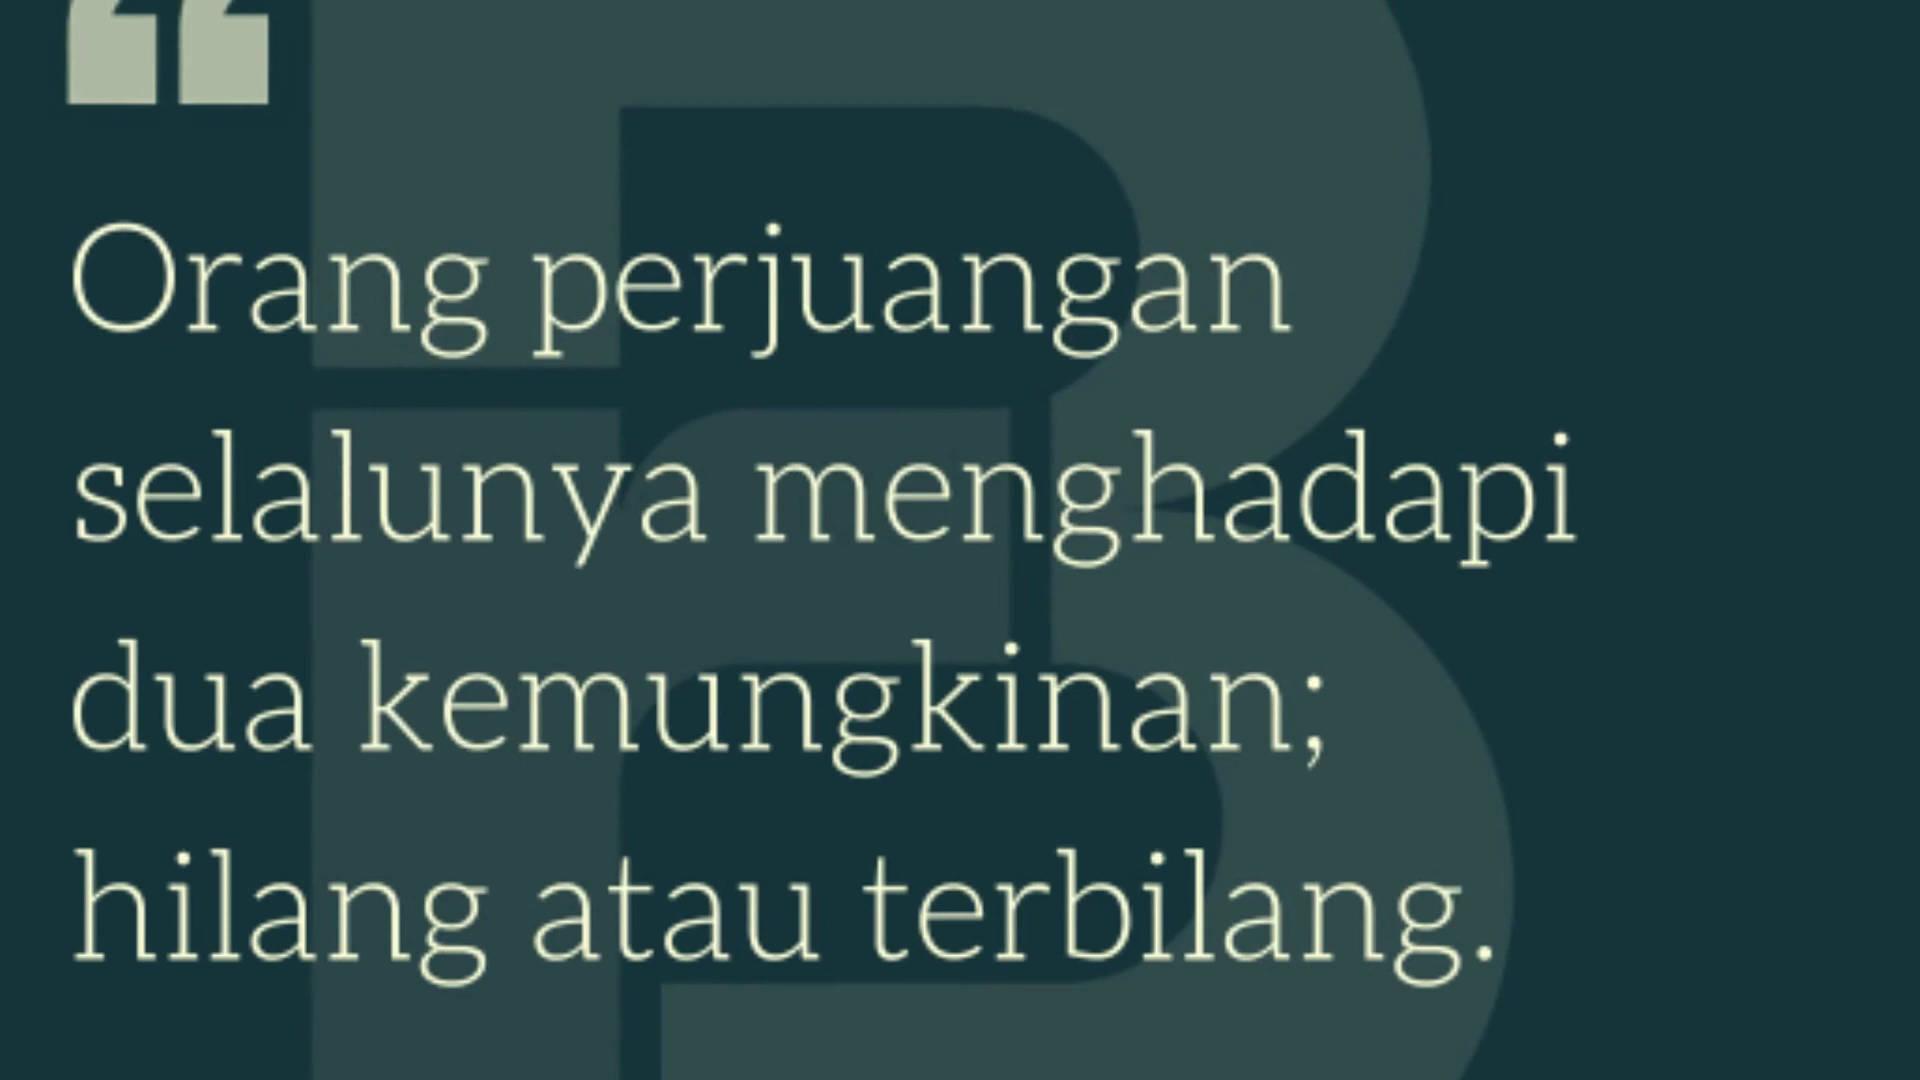 “
Orang perjuangan
selalunya menghadapi
dua kemungkinan;
hilang atau terbilang.